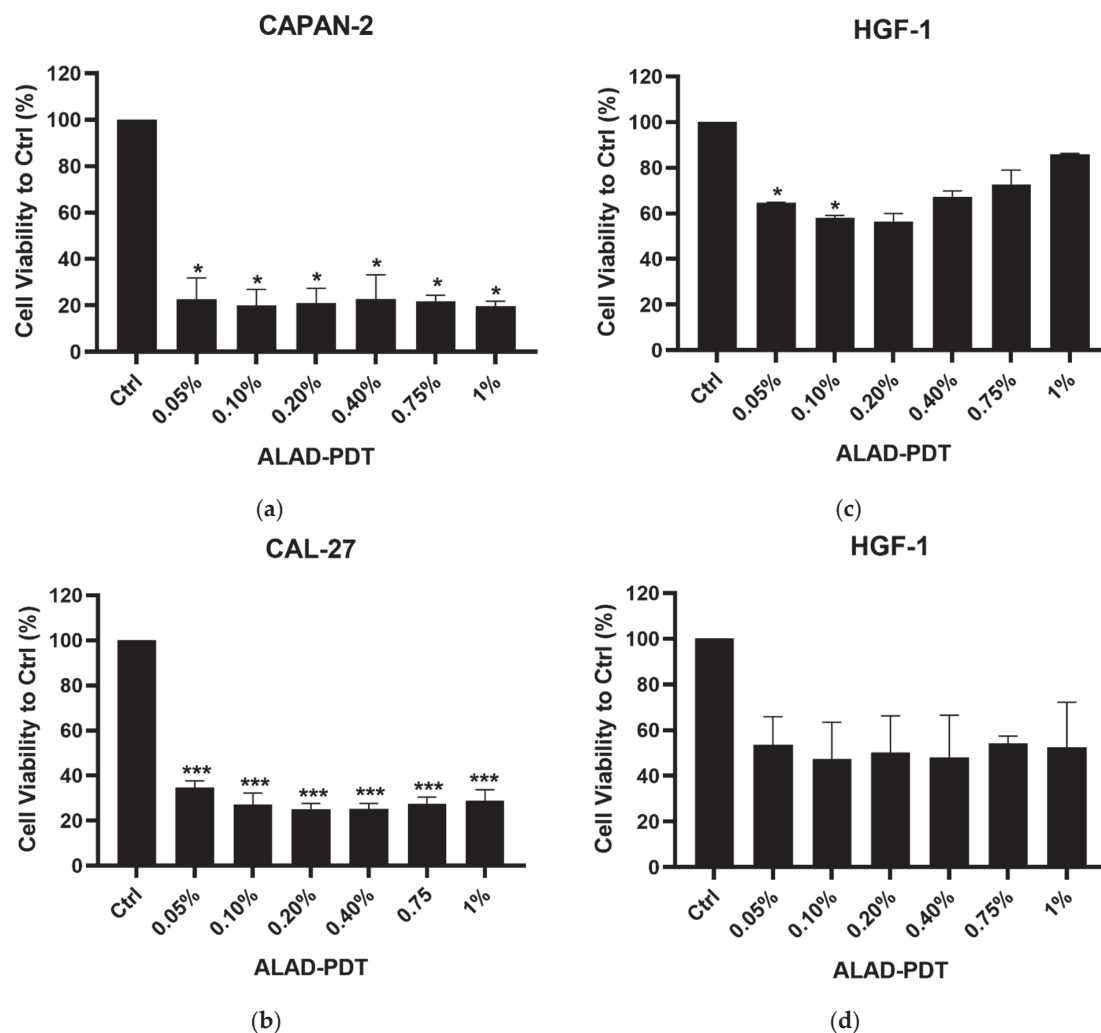 CAPAN-2
Cell Viability to Ctrl (%)
120
100
80
60
40
20
0
* * * * * *
Ctrl 0.05% 0.10% 0.20% 0.40% 0.75% 1%
ALAD-PDT
(a)
HGF-1
Cell Viability to Ctrl (%)
120
100
80
60
40
20
0
* *
Ctrl 0.05% 0.10% 0.20% 0.40% 0.75% 1%
ALAD-PDT
(c)
CAL-27
Cell Viability to Ctrl (%)
120
100
80
60
40
20
0
*** *** *** *** *** ***
Ctrl 0.05% 0.10% 0.20% 0.40% 0.75 1%
ALAD-PDT
(b)
HGF-1
Cell Viability to Ctrl (%)
120
100
80
60
40
20
0
Ctrl 0.05% 0.10% 0.20% 0.40% 0.75% 1%
ALAD-PDT
(d)